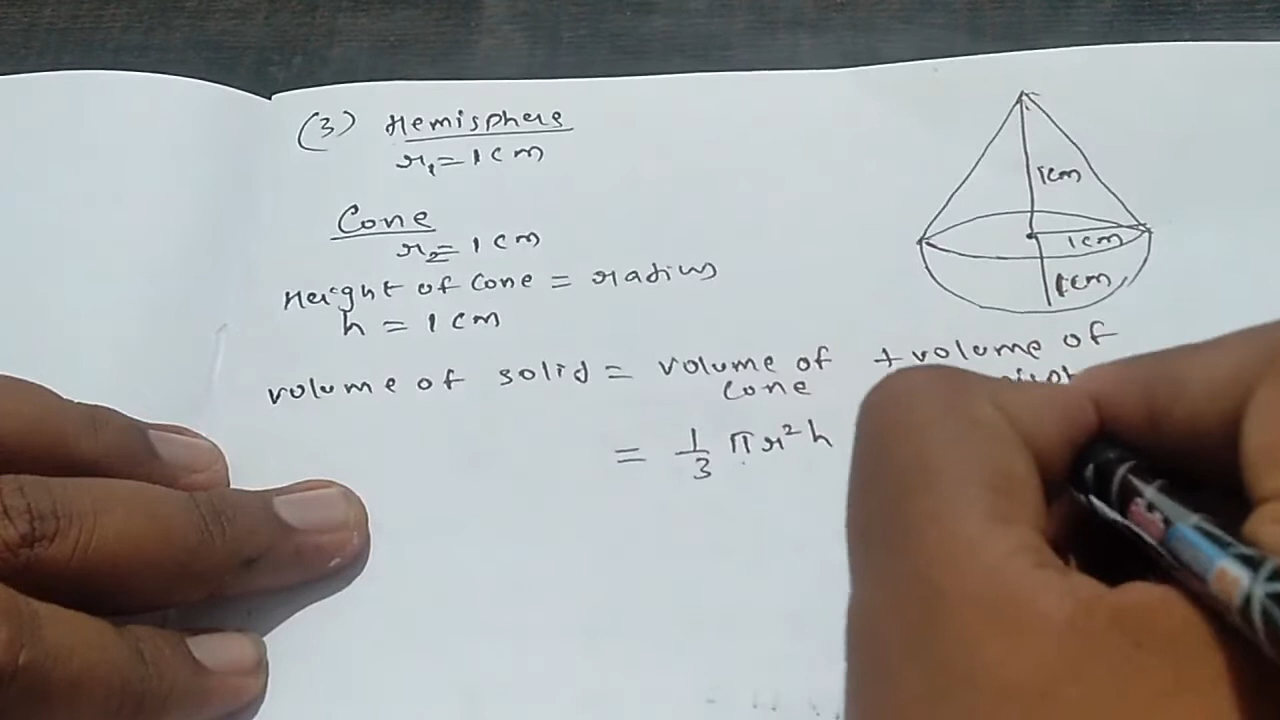 (3) Hemisphere
r₁ = 1 cm
Cone
r₂ = 1 cm
Height of cone = radius
h = 1 cm
volume of solid = volume of cone + volume of
= 1/3 πr²h
1cm
1cm
1cm